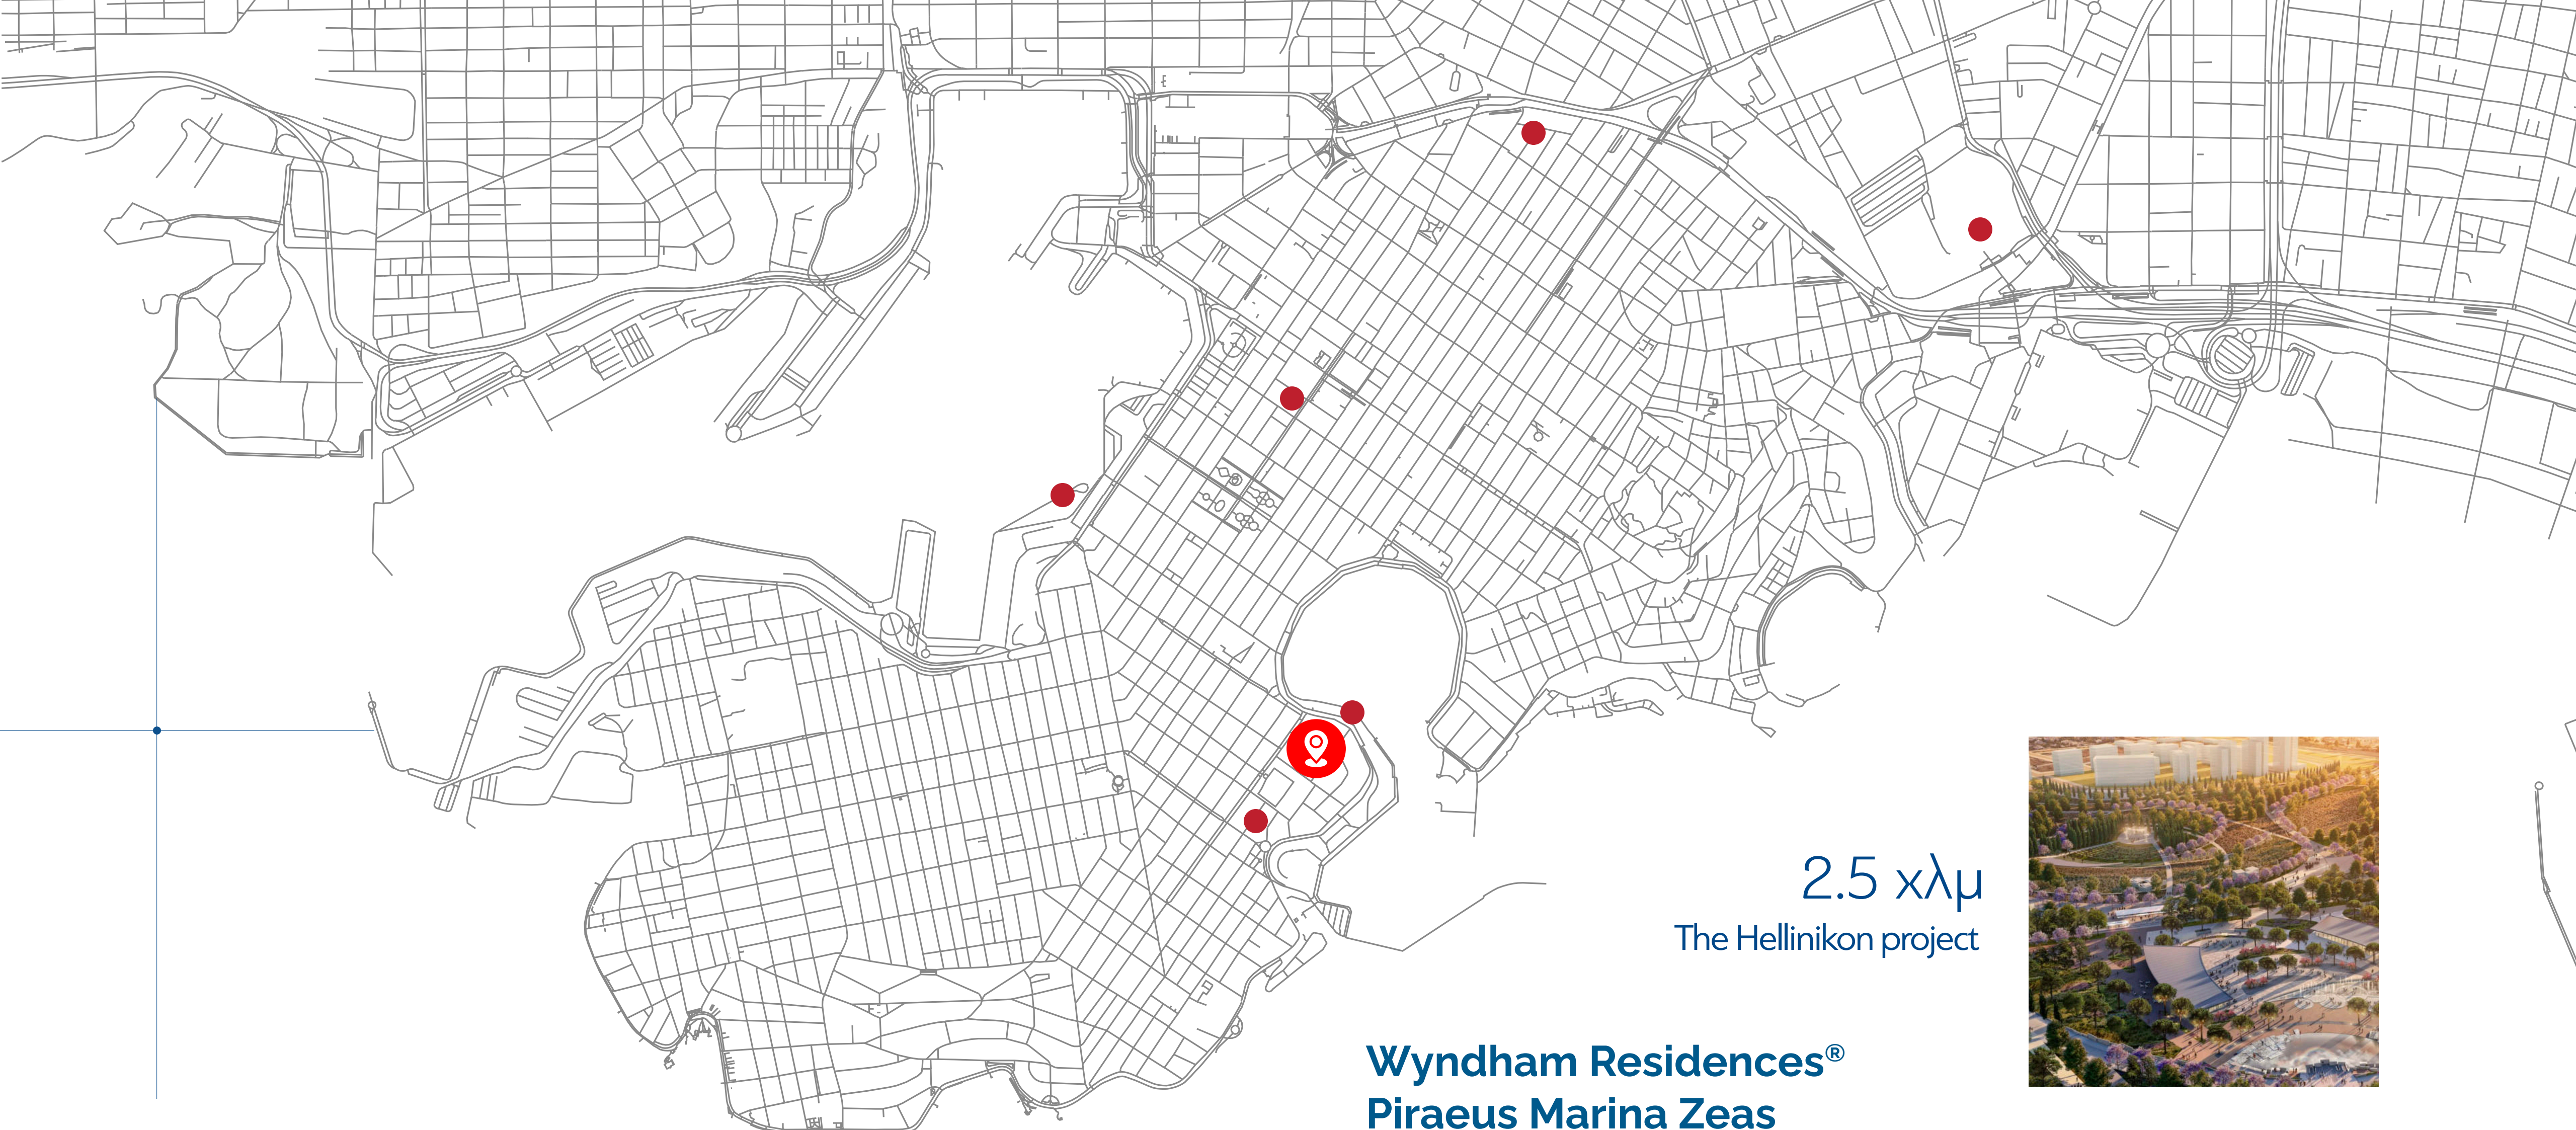 2.5 χλμ
The Hellinikon project
Wyndham Residences®
Piraeus Marina Zeas